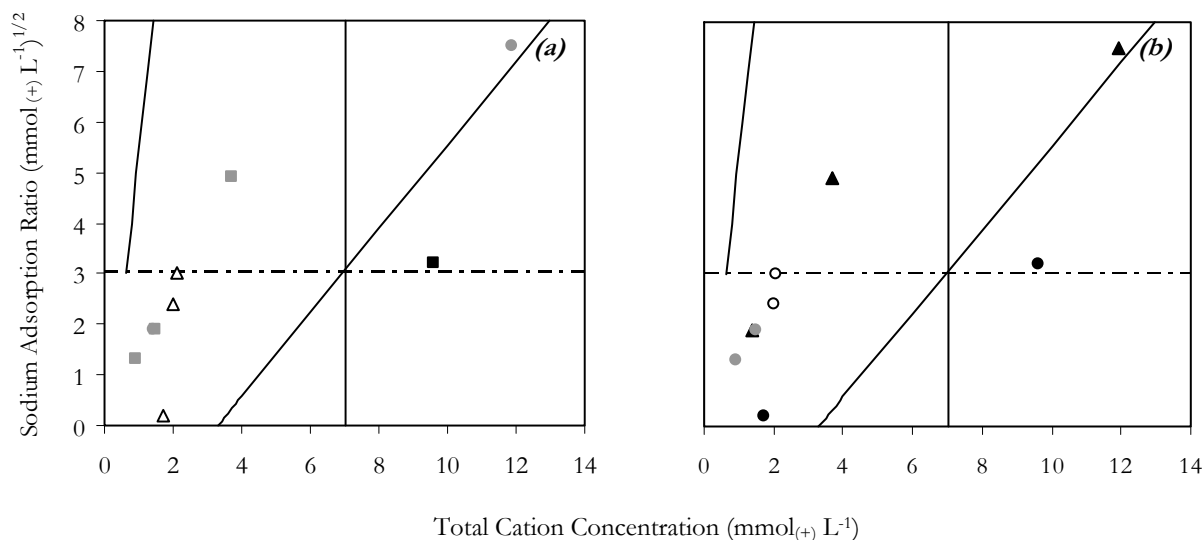 Sodium Adsorption Ratio (mmol (+) L-1)1/2
8
7
6
5
4
3
2
1
0
(a)
0 2 4 6 8 10 12 14
(b)
0 2 4 6 8 10 12 14
Total Cation Concentration (mmol(+) L-1)